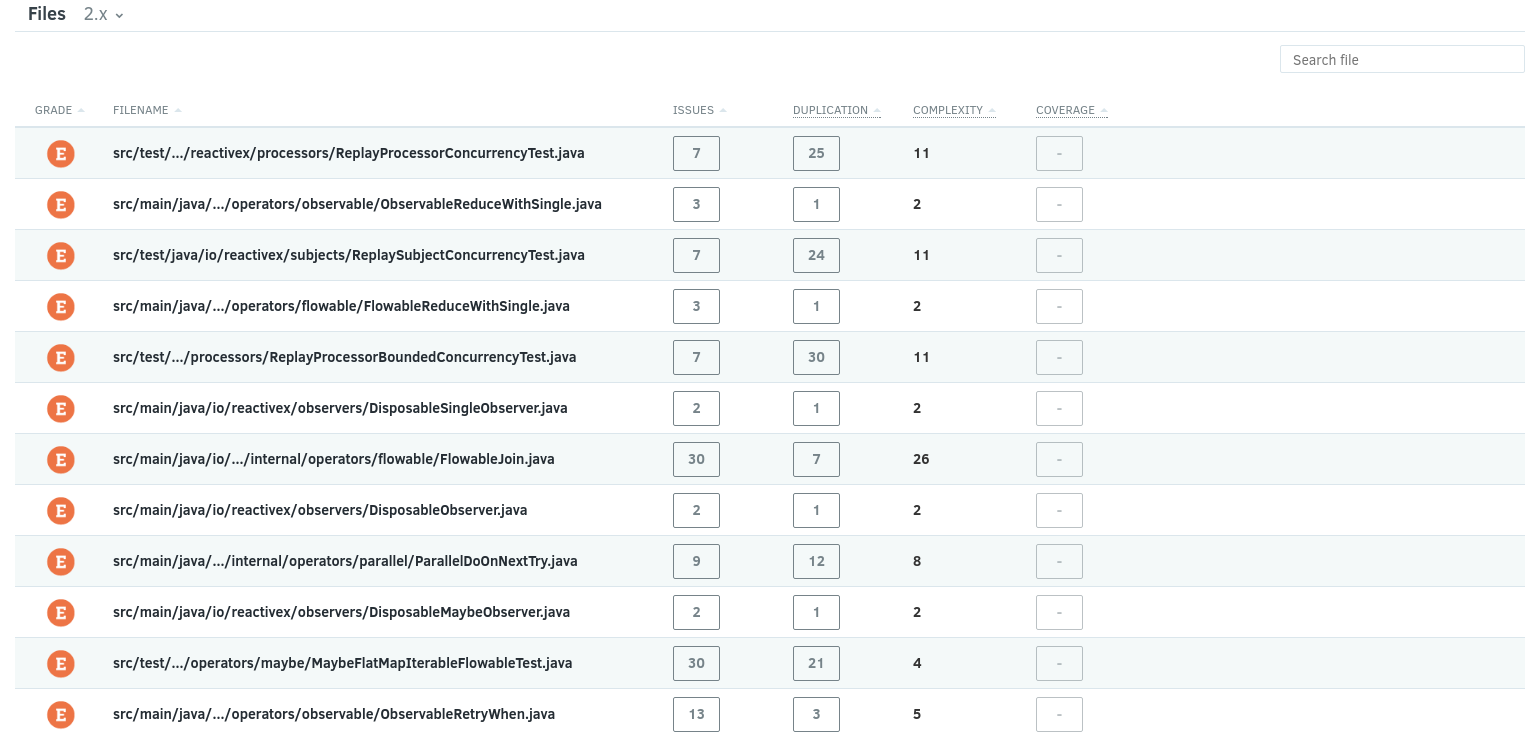 Files 2.x
Search file
GRADE FILENAME ISSUES DUPLICATION COMPLEXITY COVERAGE
E src/test/.../reactivex/processors/ReplayProcessorConcurrencyTest.java 7 25 11 -
E src/main/java/.../operators/observable/ObservableReduceWithSingle.java 3 1 2 -
E src/test/java/io/reactivex/subjects/ReplaySubjectConcurrencyTest.java 7 24 11 -
E src/main/java/.../operators/flowable/FlowableReduceWithSingle.java 3 1 2 -
E src/test/.../processors/ReplayProcessorBoundedConcurrencyTest.java 7 30 11 -
E src/main/java/io/reactivex/observers/DisposableSingleObserver.java 2 1 2 -
E src/main/java/io/.../internal/operators/flowable/FlowableJoin.java 30 7 26 -
E src/main/java/io/reactivex/observers/DisposableObserver.java 2 1 2 -
E src/main/java/.../internal/operators/parallel/ParallelDoOnNextTry.java 9 12 8 -
E src/main/java/io/reactivex/observers/DisposableMaybeObserver.java 2 1 2 -
E src/test/.../operators/maybe/MaybeFlatMapIterableFlowableTest.java 30 21 4 -
E src/main/java/.../operators/observable/ObservableRetryWhen.java 13 3 5 -